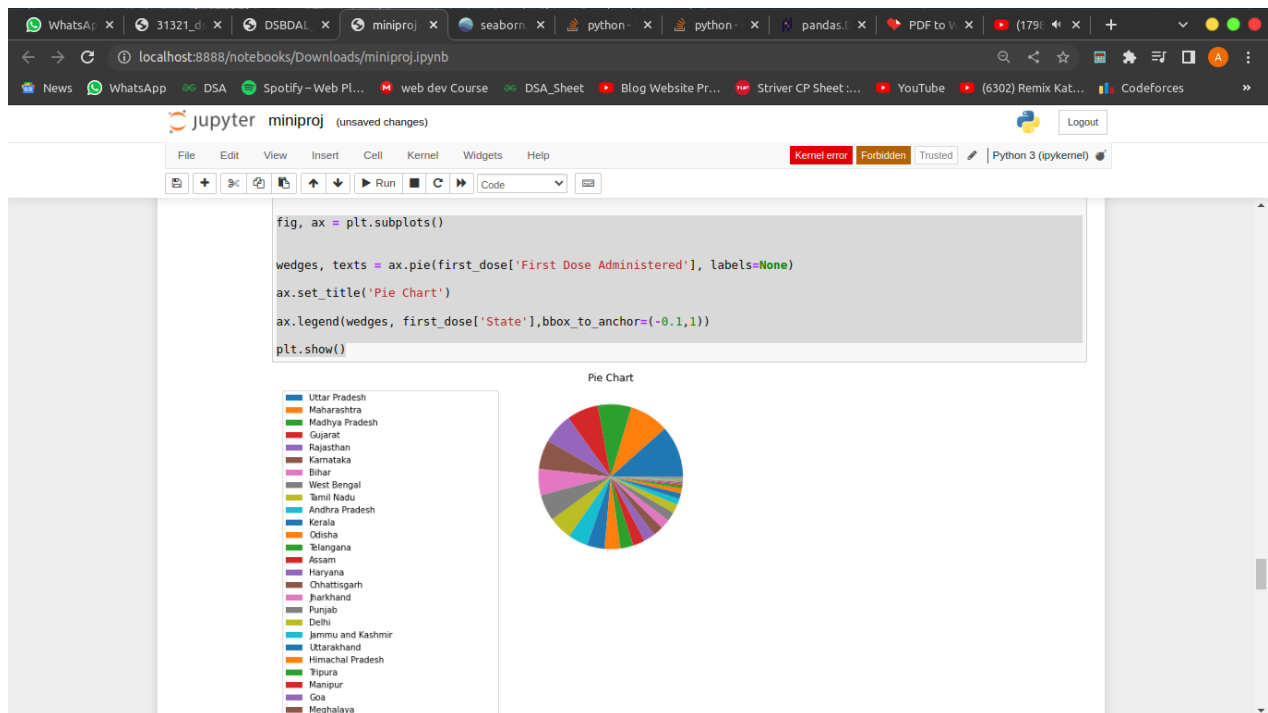 WhatsAp
31321_ds
DSBDAL_
miniproj
seaborn.
python -
python -
pandas.D
PDF to W
(1798
localhost:8888/notebooks/Downloads/miniproj.ipynb
A
News
WhatsApp
DSA
Spotify – Web Pl...
web dev Course
DSA_Sheet
Blog Website Pr...
Striver CP Sheet :...
YouTube
(6302) Remix Kat...
Codeforces
»
jupyter miniproj (unsaved changes)
Logout
File Edit View Insert Cell Kernel Widgets Help
Kernel error Forbidden Trusted Python 3 (ipykernel)
Run Code
fig, ax = plt.subplots()
wedges, texts = ax.pie(first_dose['First Dose Administered'], labels=None)
ax.set_title('Pie Chart')
ax.legend(wedges, first_dose['State'],bbox_to_anchor=(-0.1,1))
plt.show()
Pie Chart
Uttar Pradesh
Maharashtra
Madhya Pradesh
Gujarat
Rajasthan
Karnataka
Bihar
West Bengal
Tamil Nadu
Andhra Pradesh
Kerala
Odisha
Telangana
Assam
Haryana
Chhattisgarh
Jharkhand
Punjab
Delhi
Jammu and Kashmir
Uttarakhand
Himachal Pradesh
Tripura
Manipur
Goa
Meghalaya